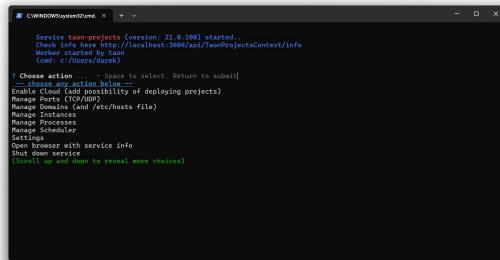 C:\WINDOWS\system32\cmd.
Service taon-projects [version: 21.0.100] started..
Check info here http://localhost:3604/api/TaonProjectsContext/info
Worker started by taon
(cmd: c:/Users/darek)
? Choose action ... – Space to select. Return to submit
-- choose any action below --
Enable Cloud (add possibility of deploying projects)
Manage Ports (TCP/UDP)
Manage Domains (and /etc/hosts file)
Manage Instances
Manage Processes
Manage Scheduler
Settings
Open browser with service info
Shut down service
(Scroll up and down to reveal more choices)